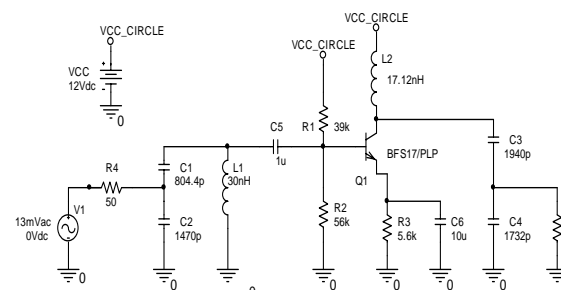 VCC_CIRCLE
VCC_CIRCLE
VCC_CIRCLE
VCC
12Vdc
0
L2
17.12nH
R1
39k
C5
1u
BFS17/PLP
Q1
C3
1940p
R4
50
C1
804.4p
L1
30nH
13mVac
0Vdc
V1
C2
1470p
R2
56k
R3
5.6k
C6
10u
C4
1732p
0
0
0
0
0
0
0
0
0